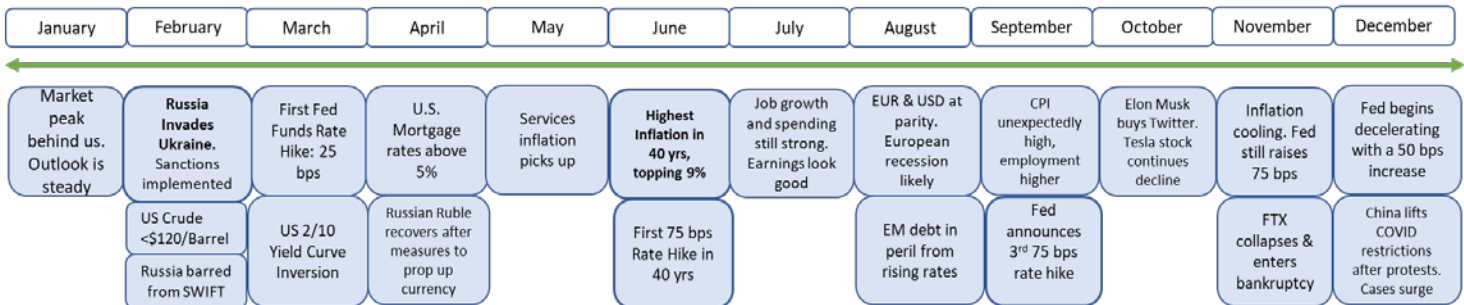 January
February
March
April
May
June
July
August
September
October
November
December
Market
peak
behind us.
Outlook is
steady
Russia
Invades
Ukraine.
Sanctions
implemented
First Fed
Funds Rate
Hike: 25
bps
U.S.
Mortgage
rates above
5%
Services
inflation
picks up
Highest
Inflation in
40 yrs,
topping 9%
Job growth
and spending
still strong.
Earnings look
good
EUR & USD at
parity.
European
recession
likely
CPI
unexpectedly
high,
employment
higher
Elon Musk
buys Twitter.
Tesla stock
continues
decline
Inflation
cooling. Fed
still raises
75 bps
Fed begins
decelerating
with a 50 bps
increase
US Crude
<$120/Barrel
Russia barred
from SWIFT
US 2/10
Yield Curve
Inversion
Russian Ruble
recovers after
measures to
prop up
currency
First 75 bps
Rate Hike in
40 yrs
EM debt in
peril from
rising rates
Fed
announces
3rd 75 bps
rate hike
FTX
collapses &
enters
bankruptcy
China lifts
COVID
restrictions
after protests.
Cases surge